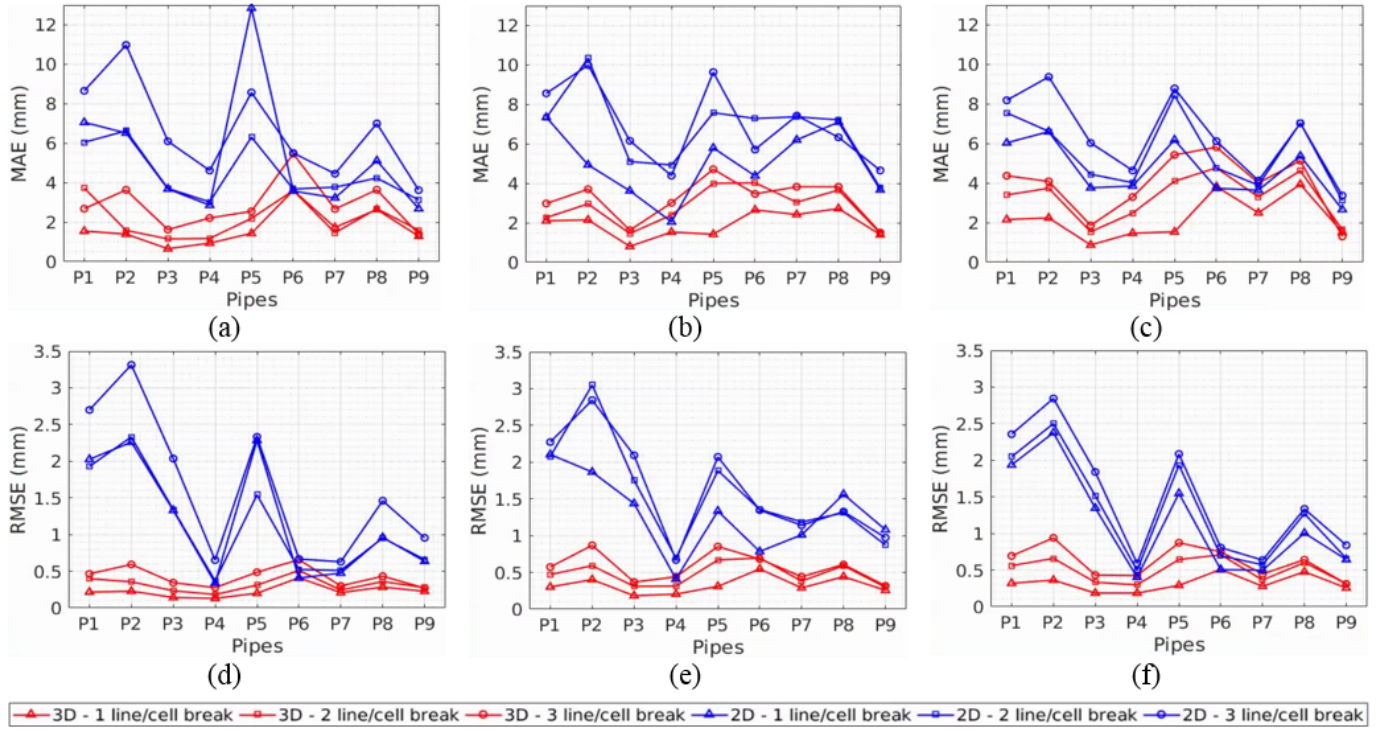 MAE (mm)
12
10
8
6
4
2
0
P1 P2 P3 P4 P5 P6 P7 P8 P9
Pipes
(a)
MAE (mm)
12
10
8
6
4
2
0
P1 P2 P3 P4 P5 P6 P7 P8 P9
Pipes
(b)
MAE (mm)
12
10
8
6
4
2
0
P1 P2 P3 P4 P5 P6 P7 P8 P9
Pipes
(c)
RMSE (mm)
3.5
3
2.5
2
1.5
1
0.5
0
P1 P2 P3 P4 P5 P6 P7 P8 P9
Pipes
(d)
RMSE (mm)
3.5
3
2.5
2
1.5
1
0.5
0
P1 P2 P3 P4 P5 P6 P7 P8 P9
Pipes
(e)
RMSE (mm)
3.5
3
2.5
2
1.5
1
0.5
0
P1 P2 P3 P4 P5 P6 P7 P8 P9
Pipes
(f)
3D - 1 line/cell break 3D - 2 line/cell break 3D - 3 line/cell break 2D - 1 line/cell break 2D - 2 line/cell break 2D - 3 line/cell break